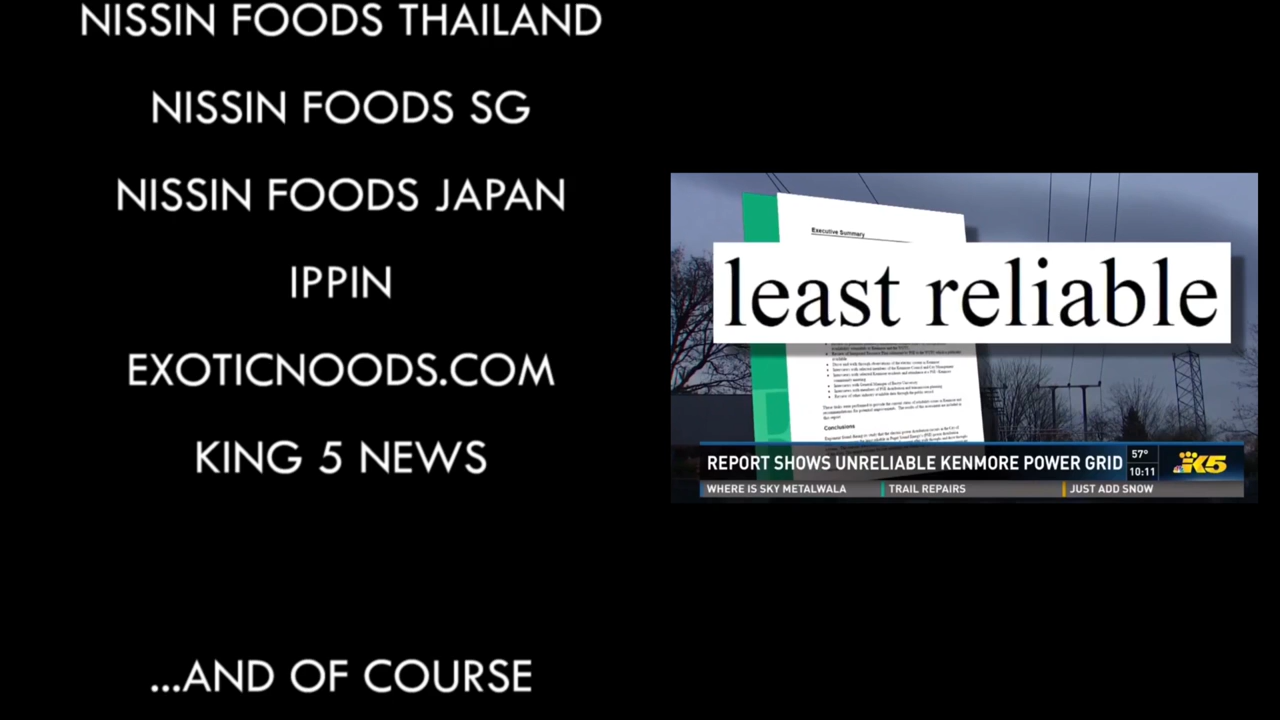 NISSIN FOODS THAILAND
NISSIN FOODS SG
NISSIN FOODS JAPAN
IPPIN
EXOTICNOODS.COM
KING 5 NEWS
...AND OF COURSE
Executive Summary
least reliable
Conclusions
REPORT SHOWS UNRELIABLE KENMORE POWER GRID
57°
10:11
K5
WHERE IS SKY METALWALA
TRAIL REPAIRS
JUST ADD SNOW